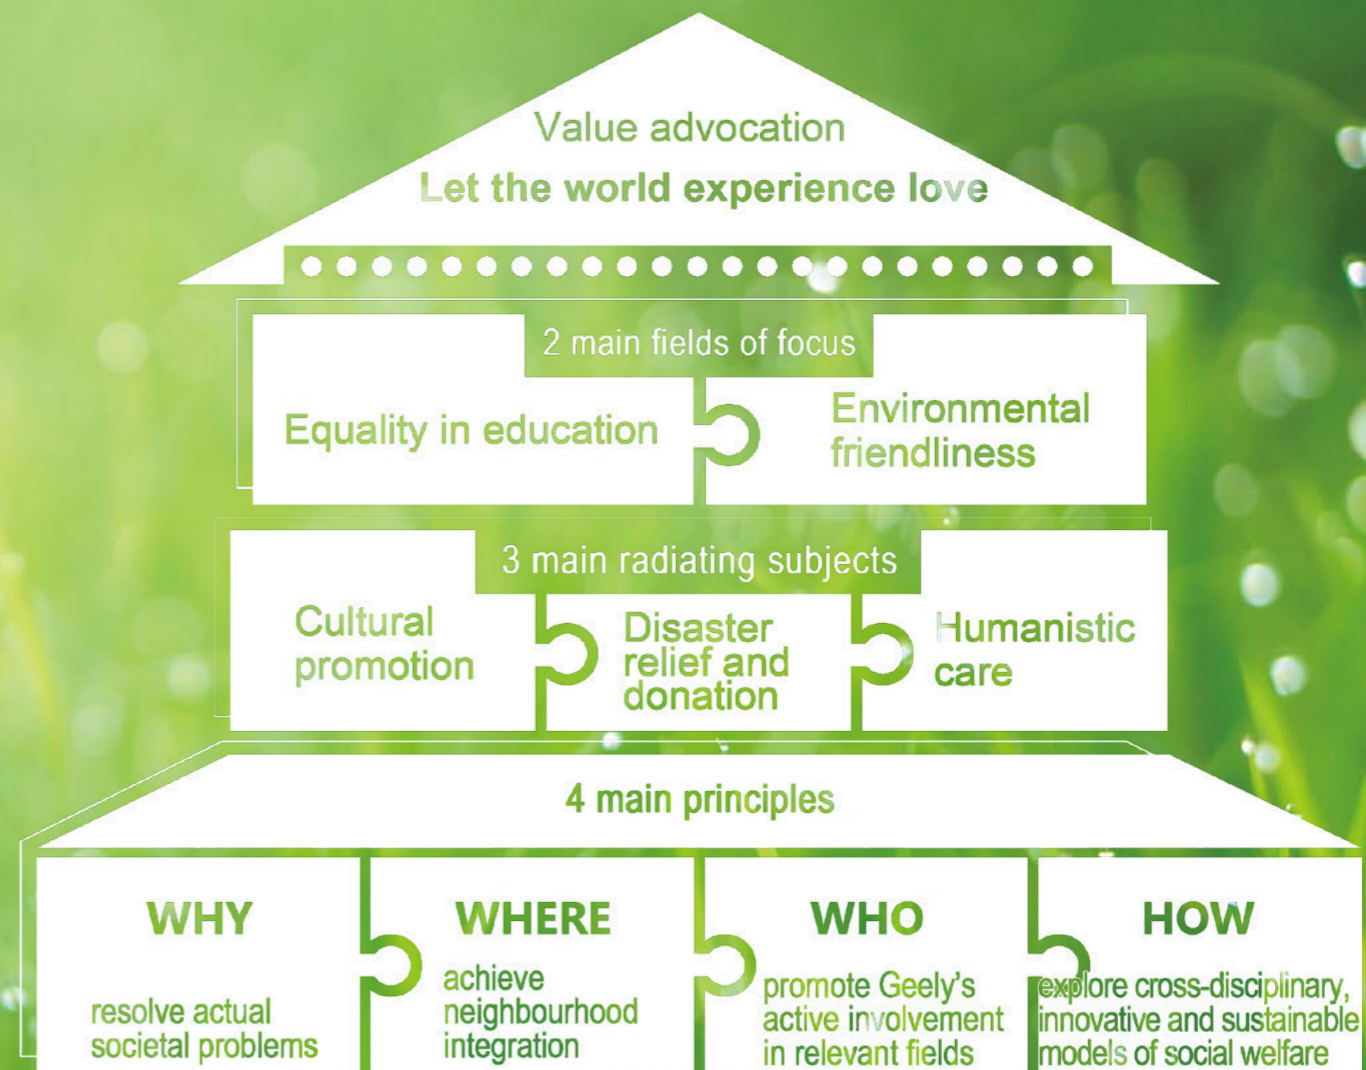 Value advocation
Let the world experience love
2 main fields of focus
Equality in education
Environmental
friendliness
3 main radiating subjects
Cultural
promotion
Disaster
relief and
donation
Humanistic
care
4 main principles
WHY
resolve actual
societal problems
WHERE
achieve
neighbourhood
integration
WHO
promote Geely's
active involvement
in relevant fields
HOW
explore cross-disciplinary,
innovative and sustainable
models of social welfare